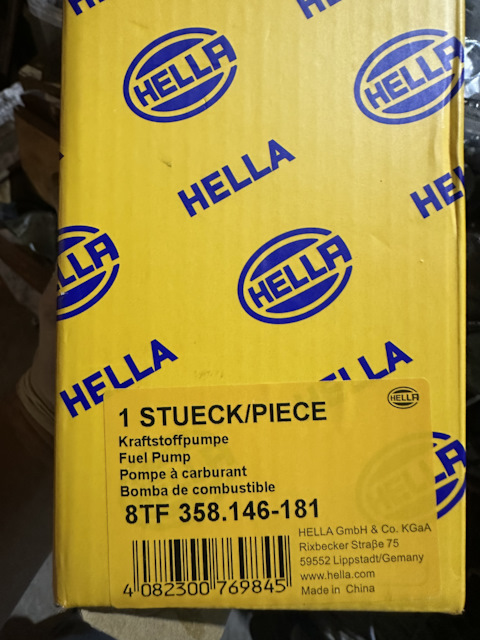 HELLA
HELLA
HELLA
HELLA
HELLA
HELLA
HELLA
HELLA
1 STUECK/PIECE
Kraftstoffpumpe
Fuel Pump
Pompe à carburant
Bomba de combustible
8TF 358.146-181
HELLA GmbH & Co. KGaA
Rixbecker Straβe 75
59552 Lippstadt/Gemany
www.hella.com
Made in China
4 082300 769845